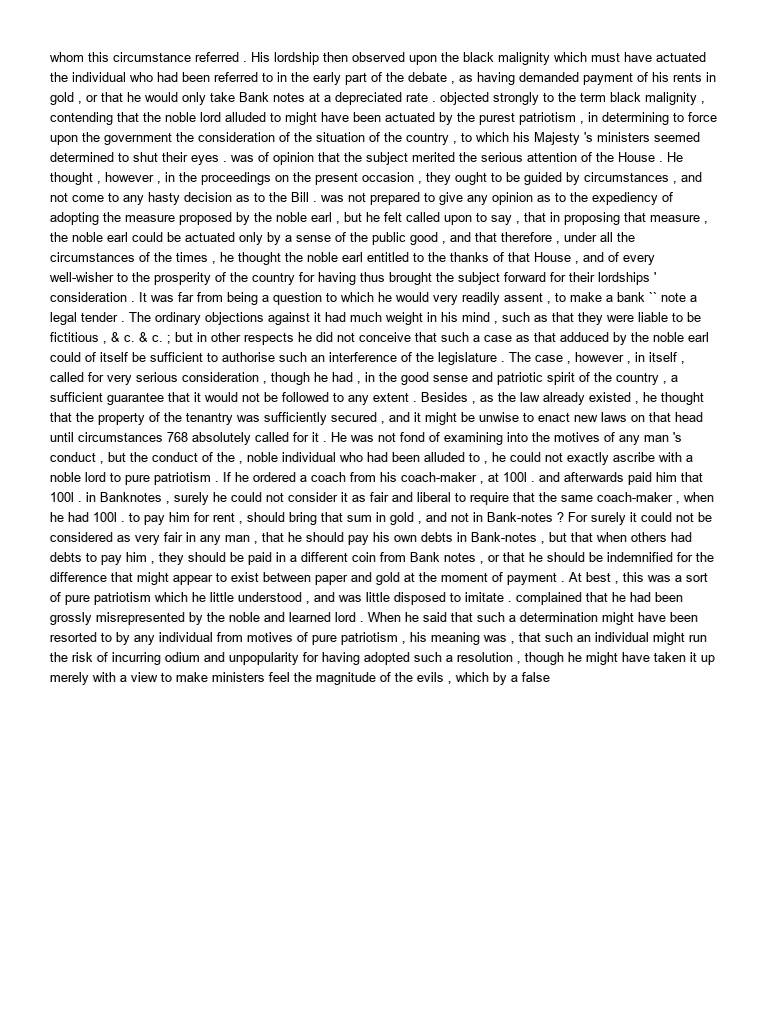 whom this circumstance referred . His lordship then observed upon the black malignity which must have actuated
the individual who had been referred to in the early part of the debate , as having demanded payment of his rents in
gold , or that he would only take Bank notes at a depreciated rate . objected strongly to the term black malignity ,
contending that the noble lord alluded to might have been actuated by the purest patriotism , in determining to force
upon the government the consideration of the situation of the country , to which his Majesty 's ministers seemed
determined to shut their eyes . was of opinion that the subject merited the serious attention of the House . He
thought , however , in the proceedings on the present occasion , they ought to be guided by circumstances , and
not come to any hasty decision as to the Bill . was not prepared to give any opinion as to the expediency of
adopting the measure proposed by the noble earl , but he felt called upon to say , that in proposing that measure ,
the noble earl could be actuated only by a sense of the public good , and that therefore , under all the
circumstances of the times , he thought the noble earl entitled to the thanks of that House , and of every
well-wisher to the prosperity of the country for having thus brought the subject forward for their lordships '
consideration . It was far from being a question to which he would very readily assent , to make a bank `` note a
legal tender . The ordinary objections against it had much weight in his mind , such as that they were liable to be
fictitious , & c. & c. ; but in other respects he did not conceive that such a case as that adduced by the noble earl
could of itself be sufficient to authorise such an interference of the legislature . The case , however , in itself ,
called for very serious consideration , though he had , in the good sense and patriotic spirit of the country , a
sufficient guarantee that it would not be followed to any extent . Besides , as the law already existed , he thought
that the property of the tenantry was sufficiently secured , and it might be unwise to enact new laws on that head
until circumstances 768 absolutely called for it . He was not fond of examining into the motives of any man 's
conduct , but the conduct of the , noble individual who had been alluded to , he could not exactly ascribe with a
noble lord to pure patriotism . If he ordered a coach from his coach-maker , at 100l . and afterwards paid him that
100l . in Banknotes , surely he could not consider it as fair and liberal to require that the same coach-maker , when
he had 100l . to pay him for rent , should bring that sum in gold , and not in Bank-notes ? For surely it could not be
considered as very fair in any man , that he should pay his own debts in Bank-notes , but that when others had
debts to pay him , they should be paid in a different coin from Bank notes , or that he should be indemnified for the
difference that might appear to exist between paper and gold at the moment of payment . At best , this was a sort
of pure patriotism which he little understood , and was little disposed to imitate . complained that he had been
grossly misrepresented by the noble and learned lord . When he said that such a determination might have been
resorted to by any individual from motives of pure patriotism , his meaning was , that such an individual might run
the risk of incurring odium and unpopularity for having adopted such a resolution , though he might have taken it up
merely with a view to make ministers feel the magnitude of the evils , which by a false